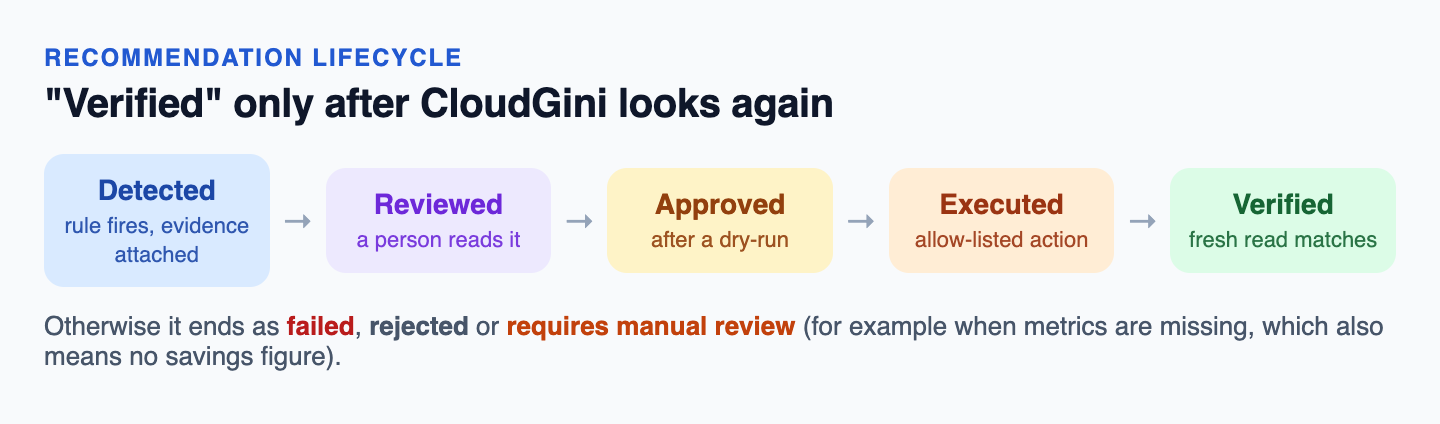 RECOMMENDATION LIFECYCLE
"Verified" only after CloudGini looks again
Detected
rule fires, evidence
attached
→
Reviewed
a person reads it
→
Approved
after a dry-run
→
Executed
allow-listed action
→
Verified
fresh read matches
Otherwise it ends as failed, rejected or requires manual review (for example when metrics are missing, which also
means no savings figure).